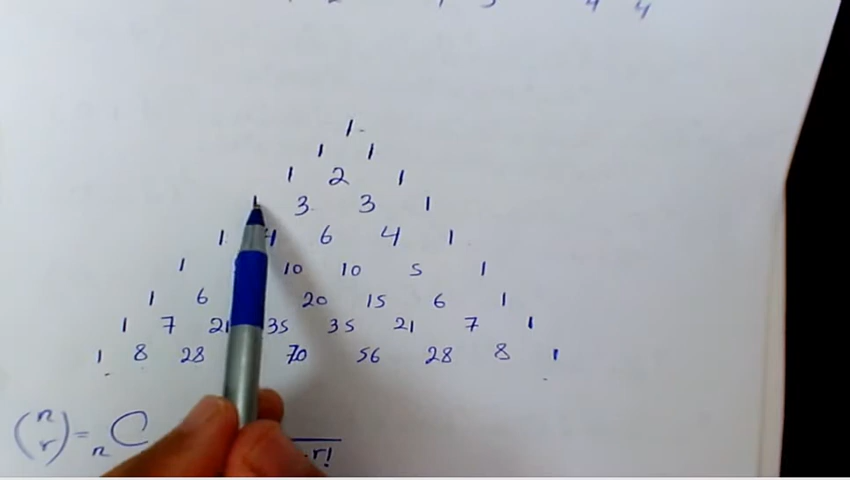 1
1 1
1 2 1
1 3 3 1
1 4 6 4 1
1 10 10 5 1
1 6 20 15 6 1
1 7 21 35 35 21 7 1
1 8 28 70 56 28 8 1
(n r) = n C r!